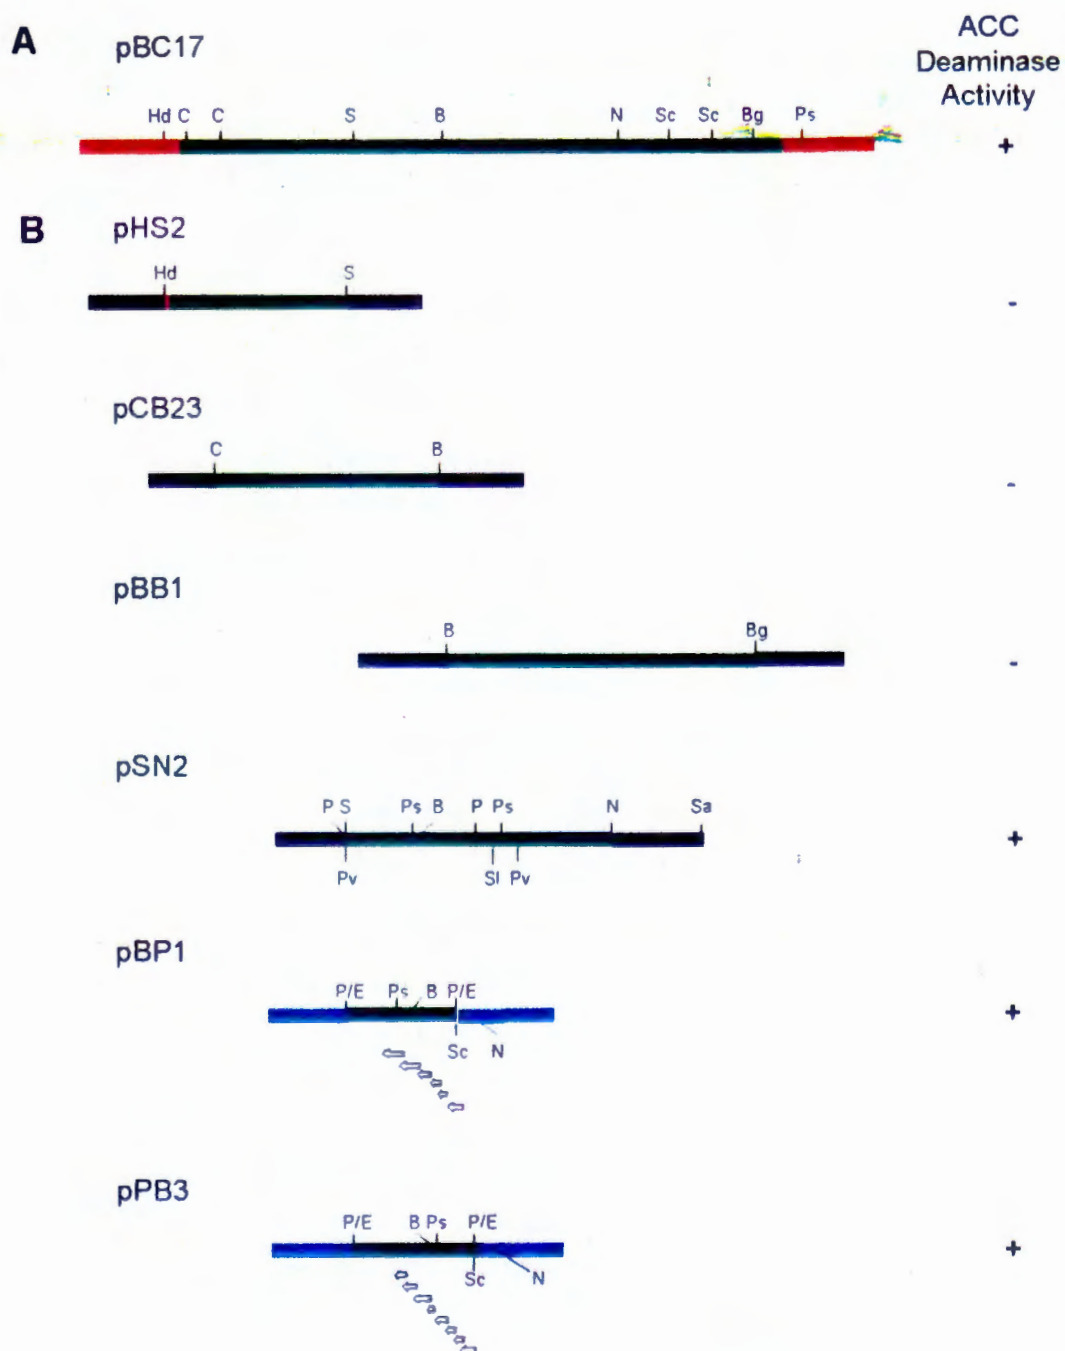 A
pBC17
ACC
Deaminase
Activity
Hd C C S B N Sc Sc Bg Ps
+
B
pHS2
Hd S
-
pCB23
C B
-
pBB1
B Bg
-
pSN2
P S Ps B P Ps N Sa
+
Pv Sl Pv
pBP1
P/E Ps B P/E
+
Sc N
pPB3
P/E B Ps P/E
+
Sc N